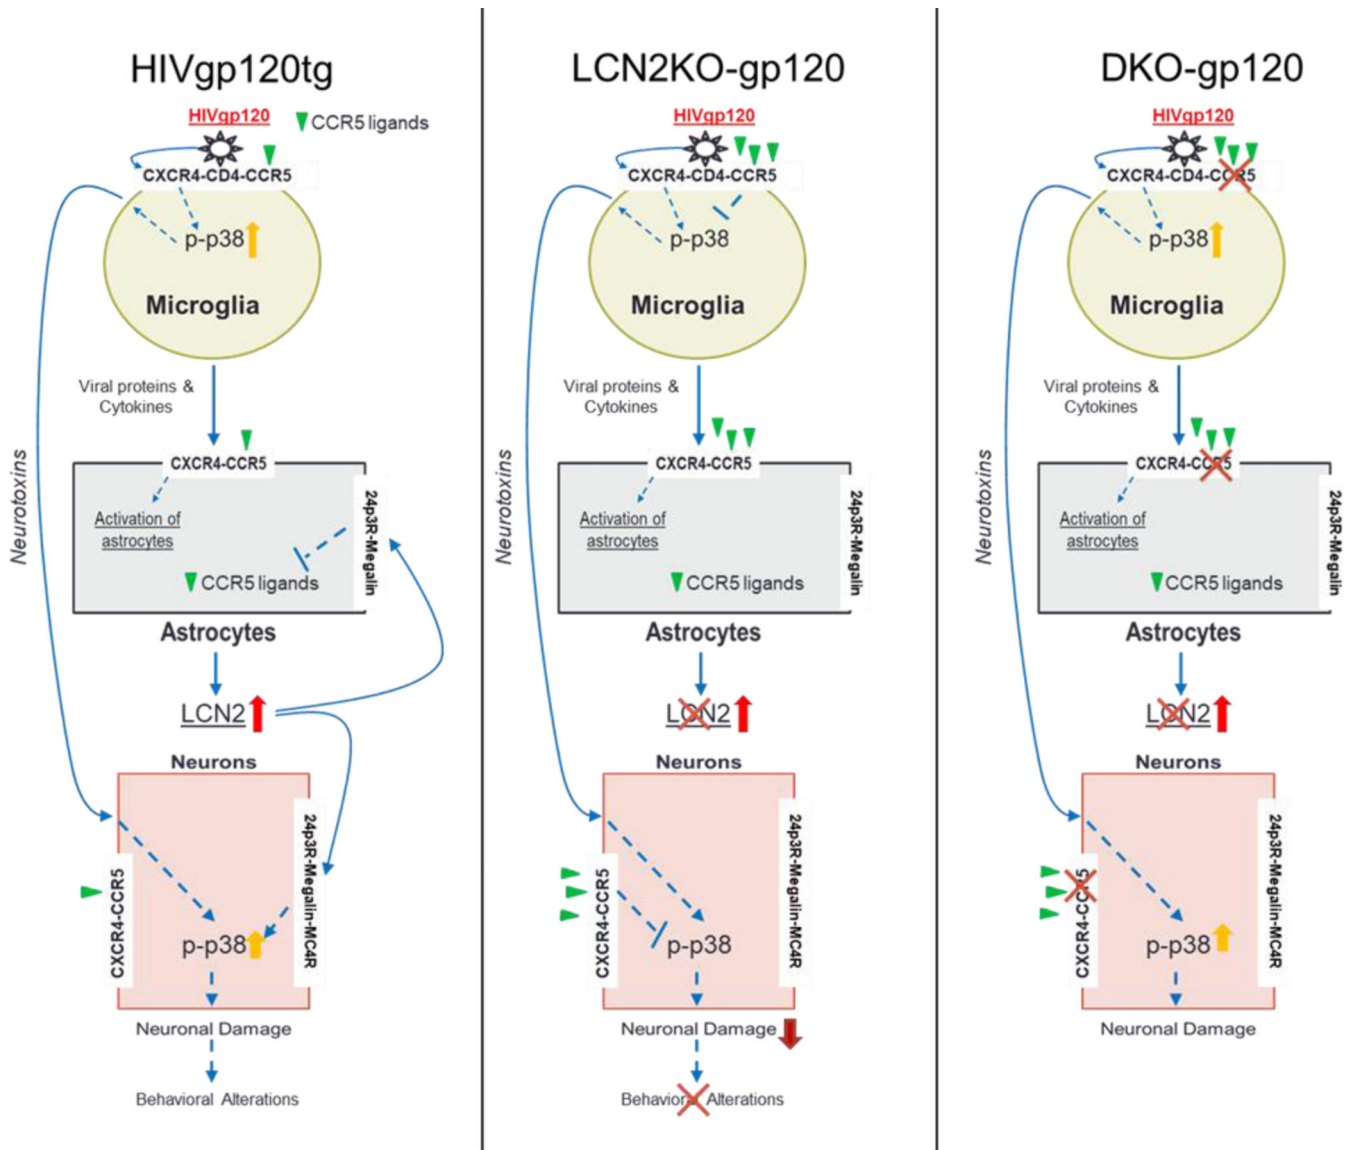 HIVgp120tg
HIVgp120
CCR5 ligands
CXCR4-CD4-CCR5
p-p38
Microglia
Viral proteins &
Cytokines
Neurotoxins
CXCR4-CCR5
24p3R-Megalin
Activation of
astrocytes
CCR5 ligands
Astrocytes
LCN2
Neurons
CXCR4-CCR5
24p3R-Megalin-MC4R
p-p38
Neuronal Damage
Behavioral Alterations
LCN2KO-gp120
HIVgp120
CXCR4-CD4-CCR5
p-p38
Microglia
Viral proteins &
Cytokines
Neurotoxins
CXCR4-CCR5
24p3R-Megalin
Activation of
astrocytes
CCR5 ligands
Astrocytes
LCN2
Neurons
CXCR4-CCR5
24p3R-Megalin-MC4R
p-p38
Neuronal Damage
Behavioral Alterations
DKO-gp120
HIVgp120
CXCR4-CD4-CCR5
p-p38
Microglia
Viral proteins &
Cytokines
Neurotoxins
CXCR4-CCR5
24p3R-Megalin
Activation of
astrocytes
CCR5 ligands
Astrocytes
LCN2
Neurons
CXCR4-CCR5
24p3R-Megalin-MC4R
p-p38
Neuronal Damage